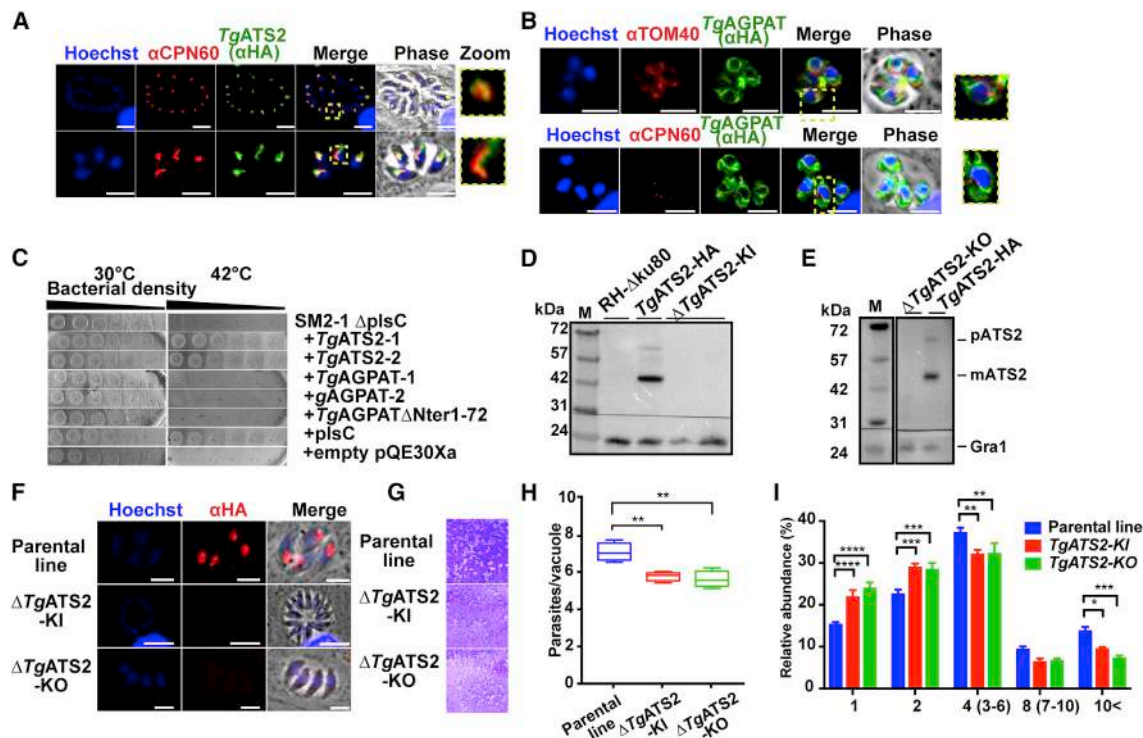 A
Hoechst αCPN60 TgATS2 (αHA) Merge Phase Zoom
B
Hoechst αTOM40 TgAGPAT (αHA) Merge Phase
Hoechst αCPN60 TgAGPAT (αHA) Merge Phase
C
30°C 42°C
Bacterial density
SM2-1 ΔplsC
+TgATS2-1
+TgATS2-2
+TgAGPAT-1
+gAGPAT-2
+TgAGPATΔNter1-72
+plsC
+empty pQE30Xa
D
kDa M RH-Δku80 TgATS2-HA ΔTgATS2-KI
72
57
42
31
24
E
kDa M ΔTgATS2-KO TgATS2-HA
72
57
42
31
24
pATS2
mATS2
Gra1
F
Hoechst αHA Merge
Parental line
ΔTgATS2-KI
ΔTgATS2-KO
G
Parental line
ΔTgATS2-KI
ΔTgATS2-KO
H
Parasites/vacuole
10
8
6
4
2
0
** **
Parental line ΔTgATS2-KI ΔTgATS2-KO
I
Relative abundance (%)
40
30
20
10
0
**** ****
*** ***
** **
* ***
Parental line
TgATS2-KI
TgATS2-KO
1 2 4 (3-6) 8 (7-10) 10<